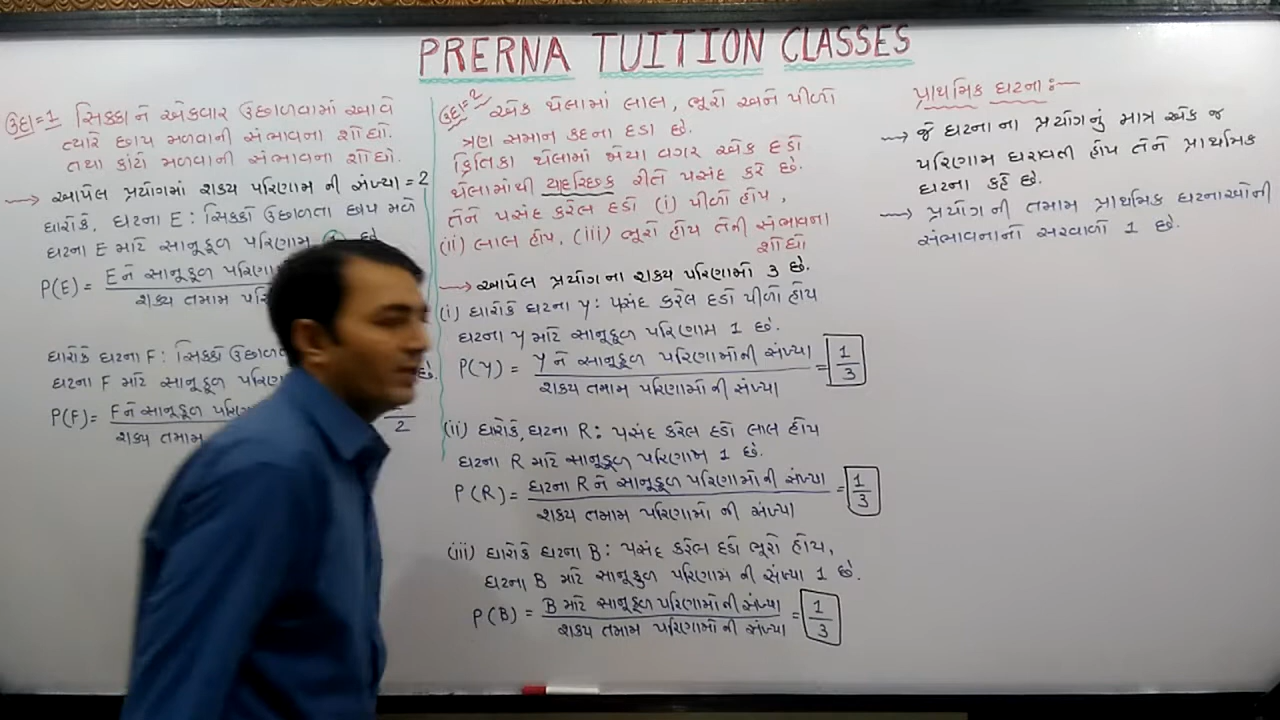 PRERNA TUITION CLASSES
ઉદા=1 સિક્કાને એકવાર ઉછાળવામાં આવે
ત્યારે છાપ મળવાની સંભાવના શોધો.
તથા કાંટો મળવાની સંભાવના શોધો.
આપેલ પ્રયોગમાં શક્ય પરિણામ ની સંખ્યા = 2
ધારોકે, ઘટના E : સિક્કો ઉછાળતા છાપ મળે
ઘટના E માટે સાનૂકૂળ પરિણામ છે
P(E) = E ને સાનૂકૂળ
શક્ય તમામ
ધારોકે ઘટના F : સિક્કો
ઘટના F માટે સાનૂકૂળ છે.
P(F) = F ને સાનૂકૂળ
શક્ય તમામ 2
ઉદા=2 એક થેલામાં લાલ, ભૂરો અને પીળો
ત્રણ સમાન કદના દડા છે.
ક્રિતિકા થેલામાં જોયા વગર એક દડો
થેલામાંથી યાદચ્છિક રીતે પસંદ કરે છે.
તેને પસંદ કરેલ દડો (i) પીળો હોય,
(ii) લાલ હોય, (iii) ભૂરો હોય તેની સંભાવના
શોધો
આપેલ પ્રયોગના શક્ય પરિણામો 3 છે.
(i) ધારોકે ઘટના Y : પસંદ કરેલ દડો પીળો હોય
ઘટના Y માટે સાનૂકૂળ પરિણામ 1 છે.
P(Y) = Y ને સાનૂકૂળ પરિણામોની સંખ્યા = 1
શક્ય તમામ પરિણામો ની સંખ્યા 3
(ii) ધારોકે, ઘટના R : પસંદ કરેલ દડો લાલ હોય
ઘટના R માટે સાનૂકૂળ પરિણામ 1 છે.
P(R) = ઘટના R ને સાનૂકૂળ પરિણામો ની સંખ્યા = 1
શક્ય તમામ પરિણામો ની સંખ્યા 3
(iii) ધારોકે ઘટના B : પસંદ કરેલ દડો ભૂરો હોય,
ઘટના B માટે સાનૂકુળ પરિણામ ની સંખ્યા 1 છે.
P(B) = B માટે સાનૂકૂળ પરિણામોની સંખ્યા = 1
શક્ય તમામ પરિણામોની સંખ્યા 3
પ્રાથમિક ઘટના :
જે ઘટનાના પ્રયોગનું માત્ર એક જ
પરિણામ ધરાવતી હોય તેને પ્રાથમિક
ઘટના કહે છે.
પ્રયોગની તમામ પ્રાથમિક ઘટનાઓની
સંભાવનાનો સરવાળો 1 છે.